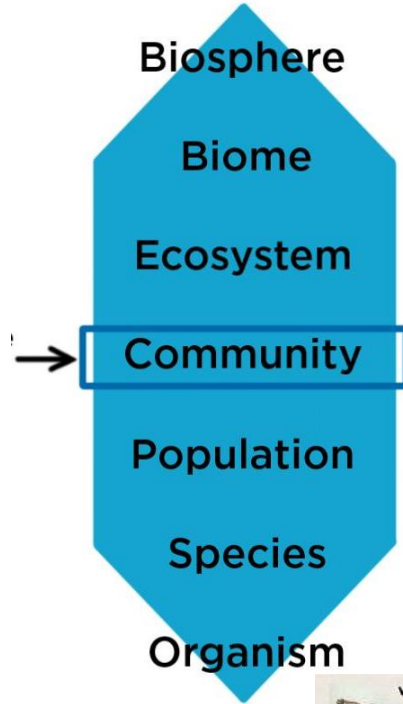 Biosphere
Biome
Ecosystem
Community
Population
Species
Organism